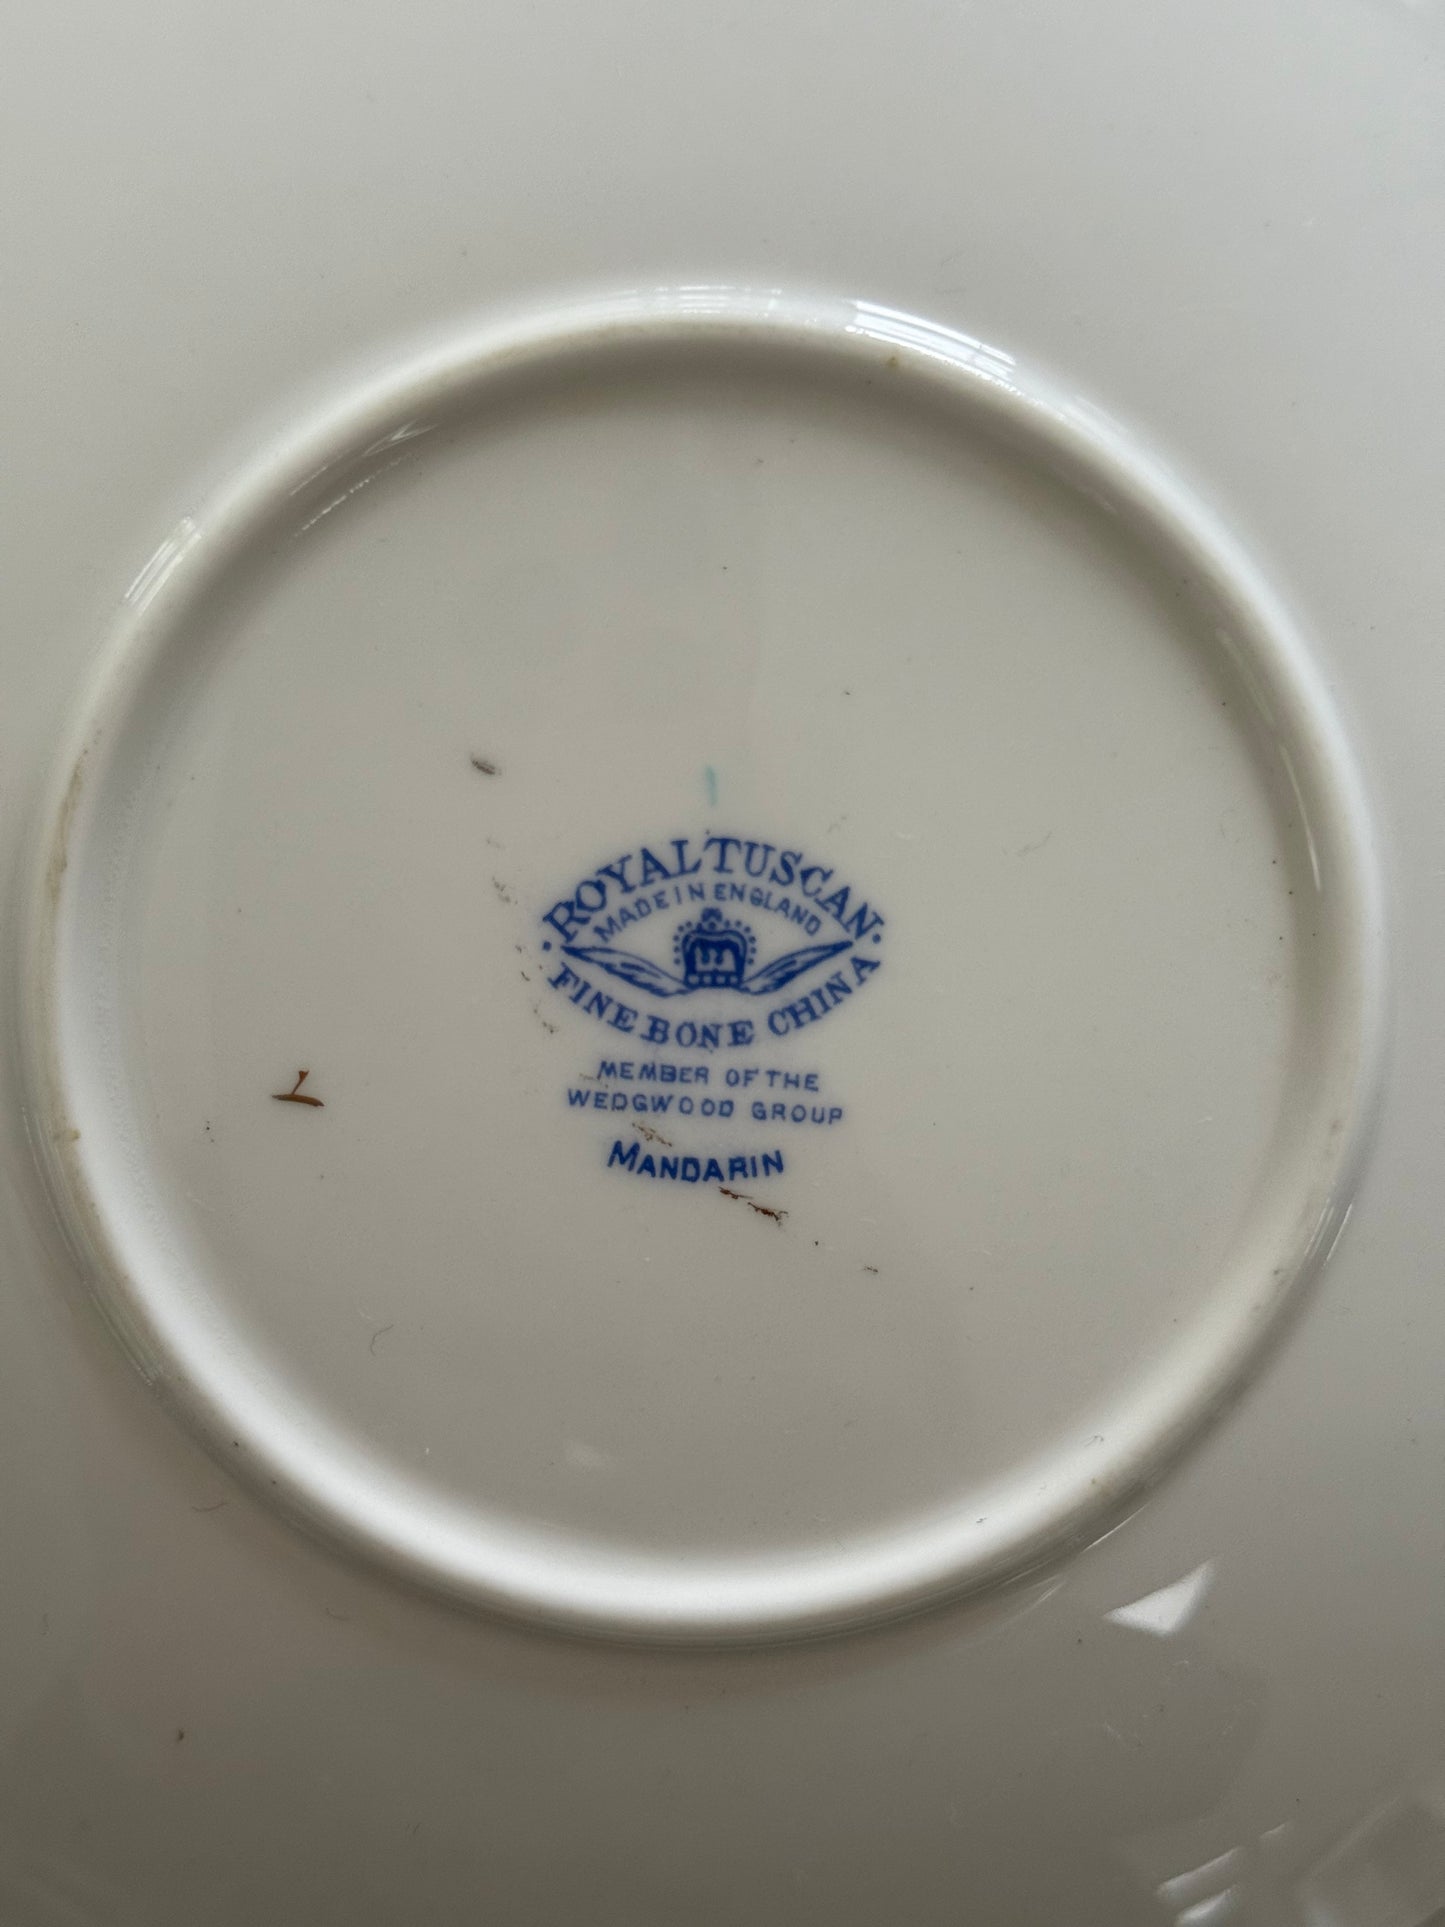 · ROYAL TUSCAN ·
MADE IN ENGLAND
FINE BONE CHINA
MEMBER OF THE
WEDGWOOD GROUP
MANDARIN